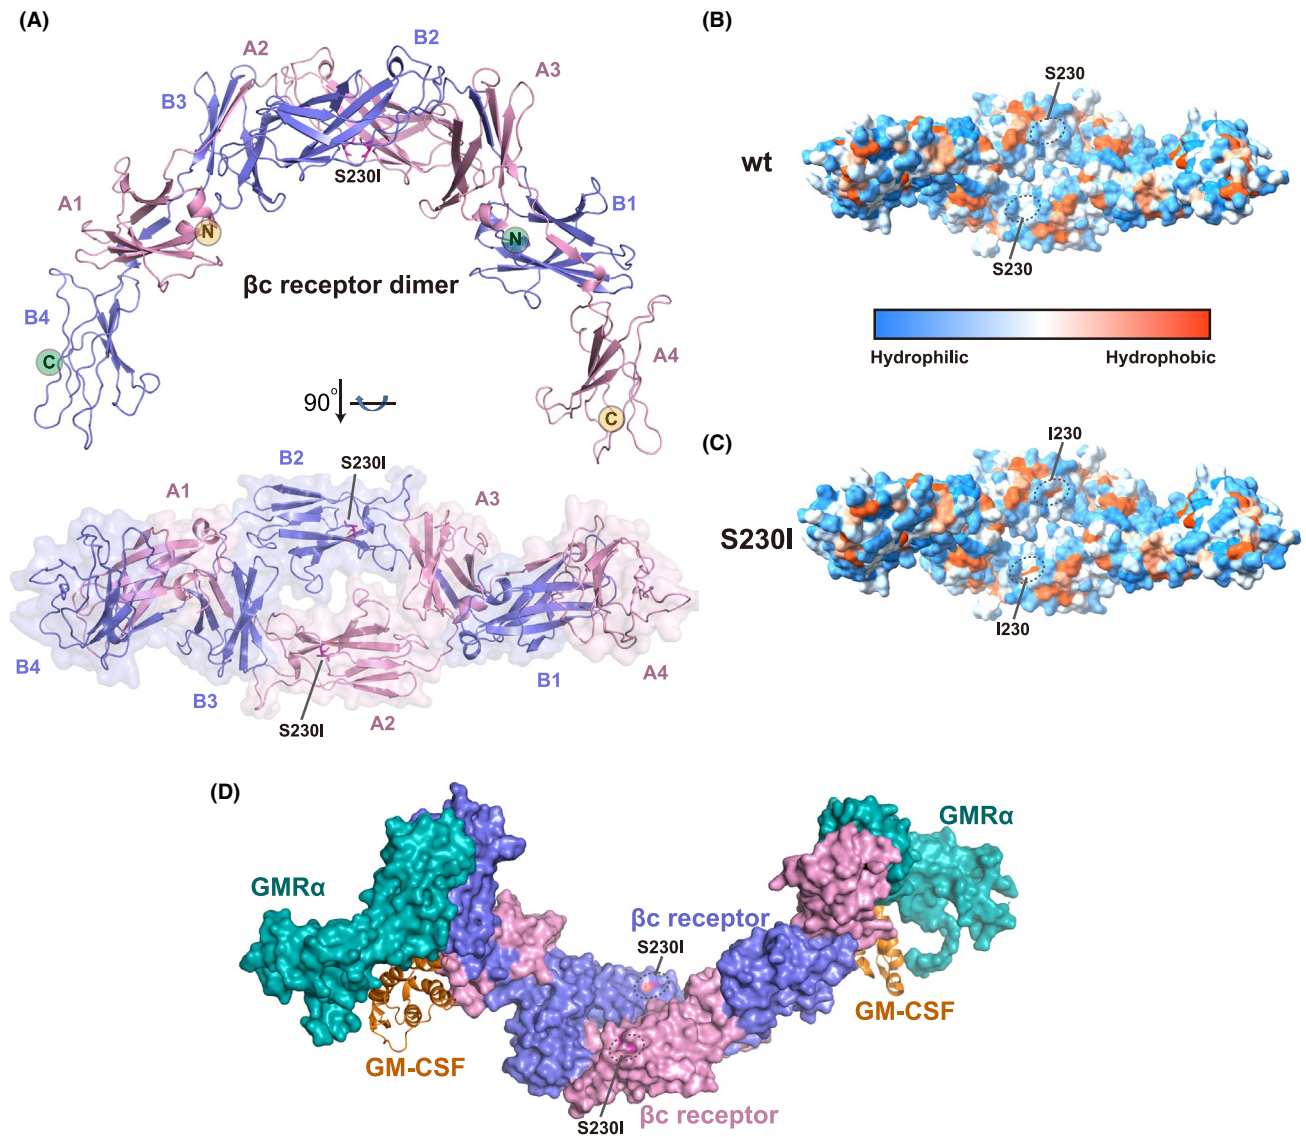 (A)
A2
B2
A3
B3
S230I
A1
B1
N
N
βc receptor dimer
B4
C
A4
C
90°
B2
S230I
A1
A3
B4
B3
B1
A4
S230I
A2
(B)
S230
wt
S230
Hydrophilic
Hydrophobic
(C)
I230
S230I
I230
(D)
GMRα
GMRα
βc receptor
S230I
GM-CSF
GM-CSF
S230I
βc receptor